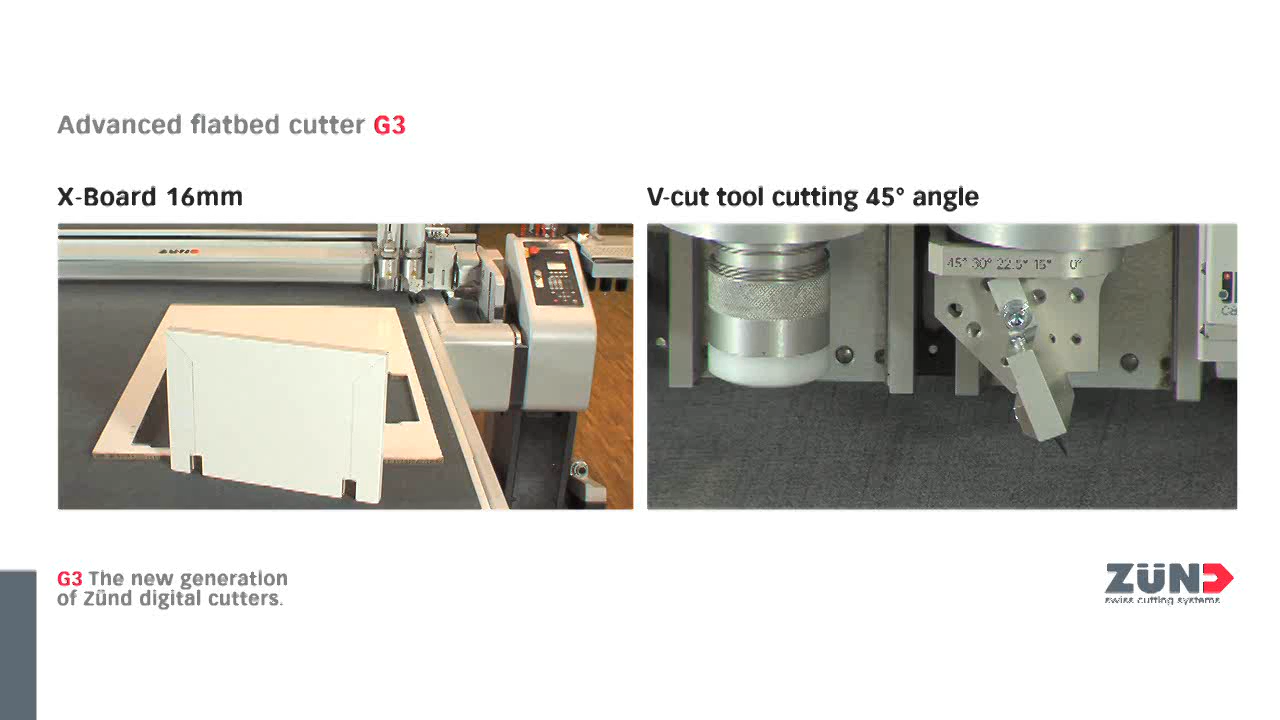 Advanced flatbed cutter G3
X-Board 16mm
V-cut tool cutting 45° angle
ZÜND
45° 30° 22.5° 15° 0°
G3 The new generation
of Zünd digital cutters.
ZÜND
swiss cutting systems